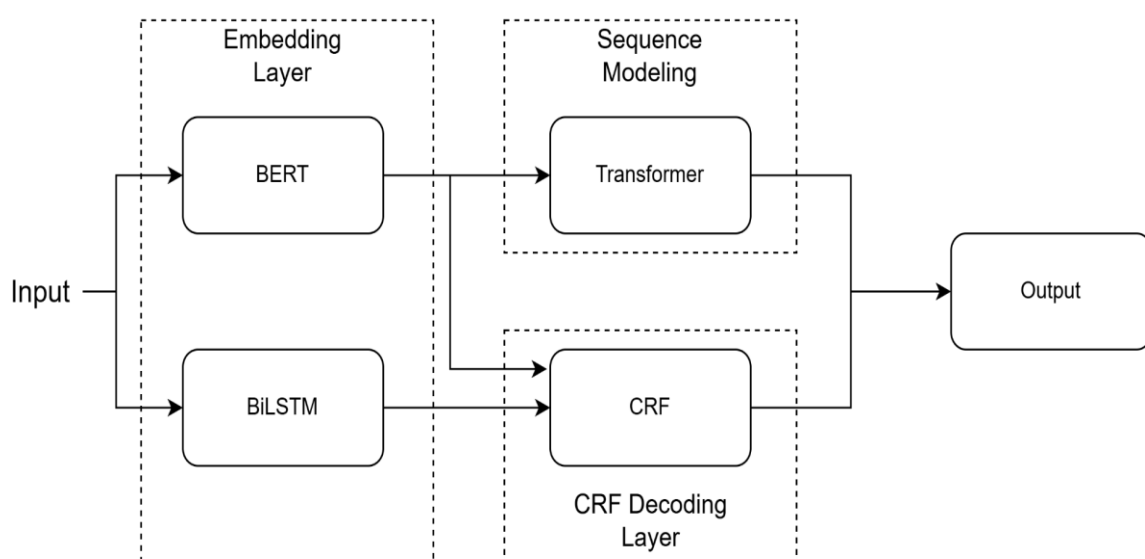 Embedding
Layer
Sequence
Modeling
BERT
Transformer
Input
Output
BiLSTM
CRF
CRF Decoding
Layer